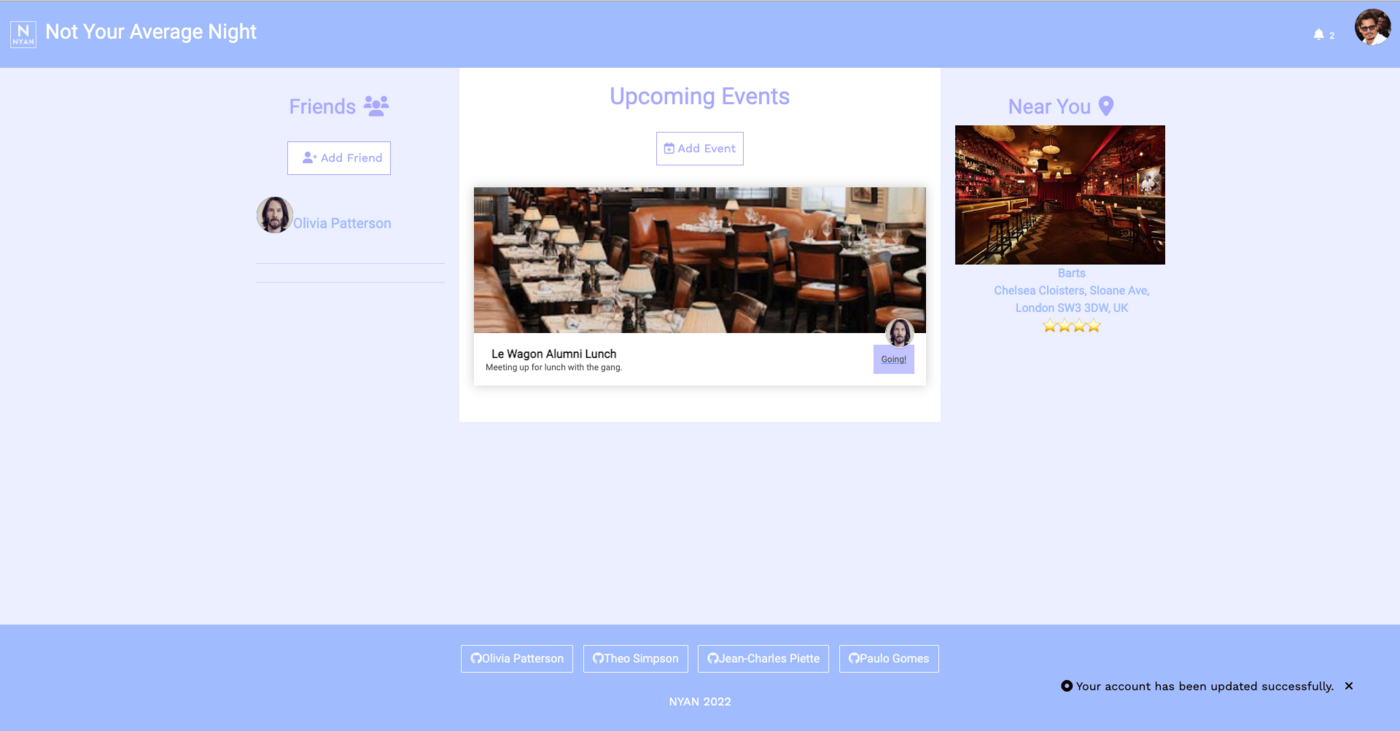 N
NYAN
Not Your Average Night
2
Friends
Add Friend
Olivia Patterson
Upcoming Events
Add Event
Le Wagon Alumni Lunch
Meeting up for lunch with the gang.
Going!
Near You
Barts
Chelsea Cloisters, Sloane Ave,
London SW3 3DW, UK
Olivia Patterson Theo Simpson Jean-Charles Piette Paulo Gomes
NYAN 2022
Your account has been updated successfully. ×